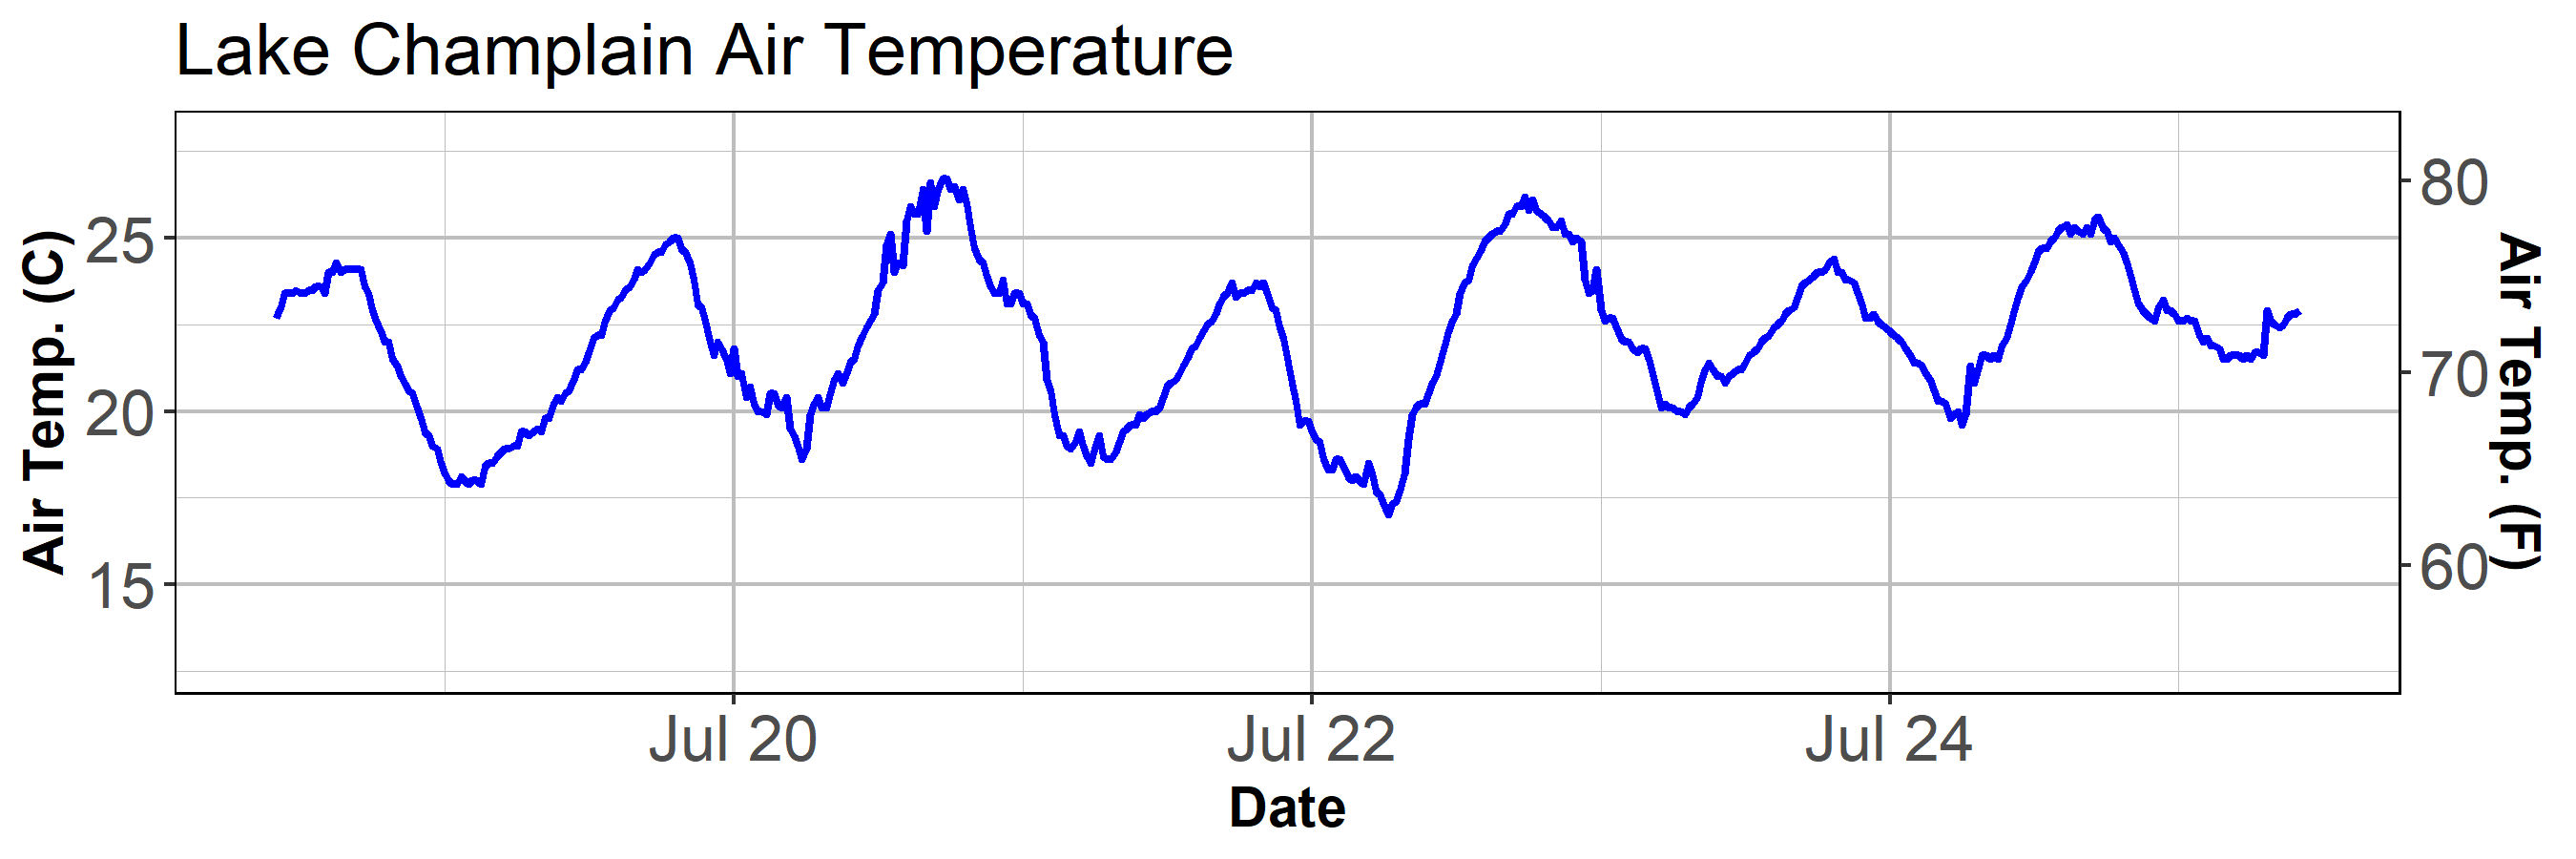 Lake Champlain Air Temperature
Air Temp. (C)
25
20
15
80
70
60
Air Temp. (F)
Jul 20 Jul 22 Jul 24
Date